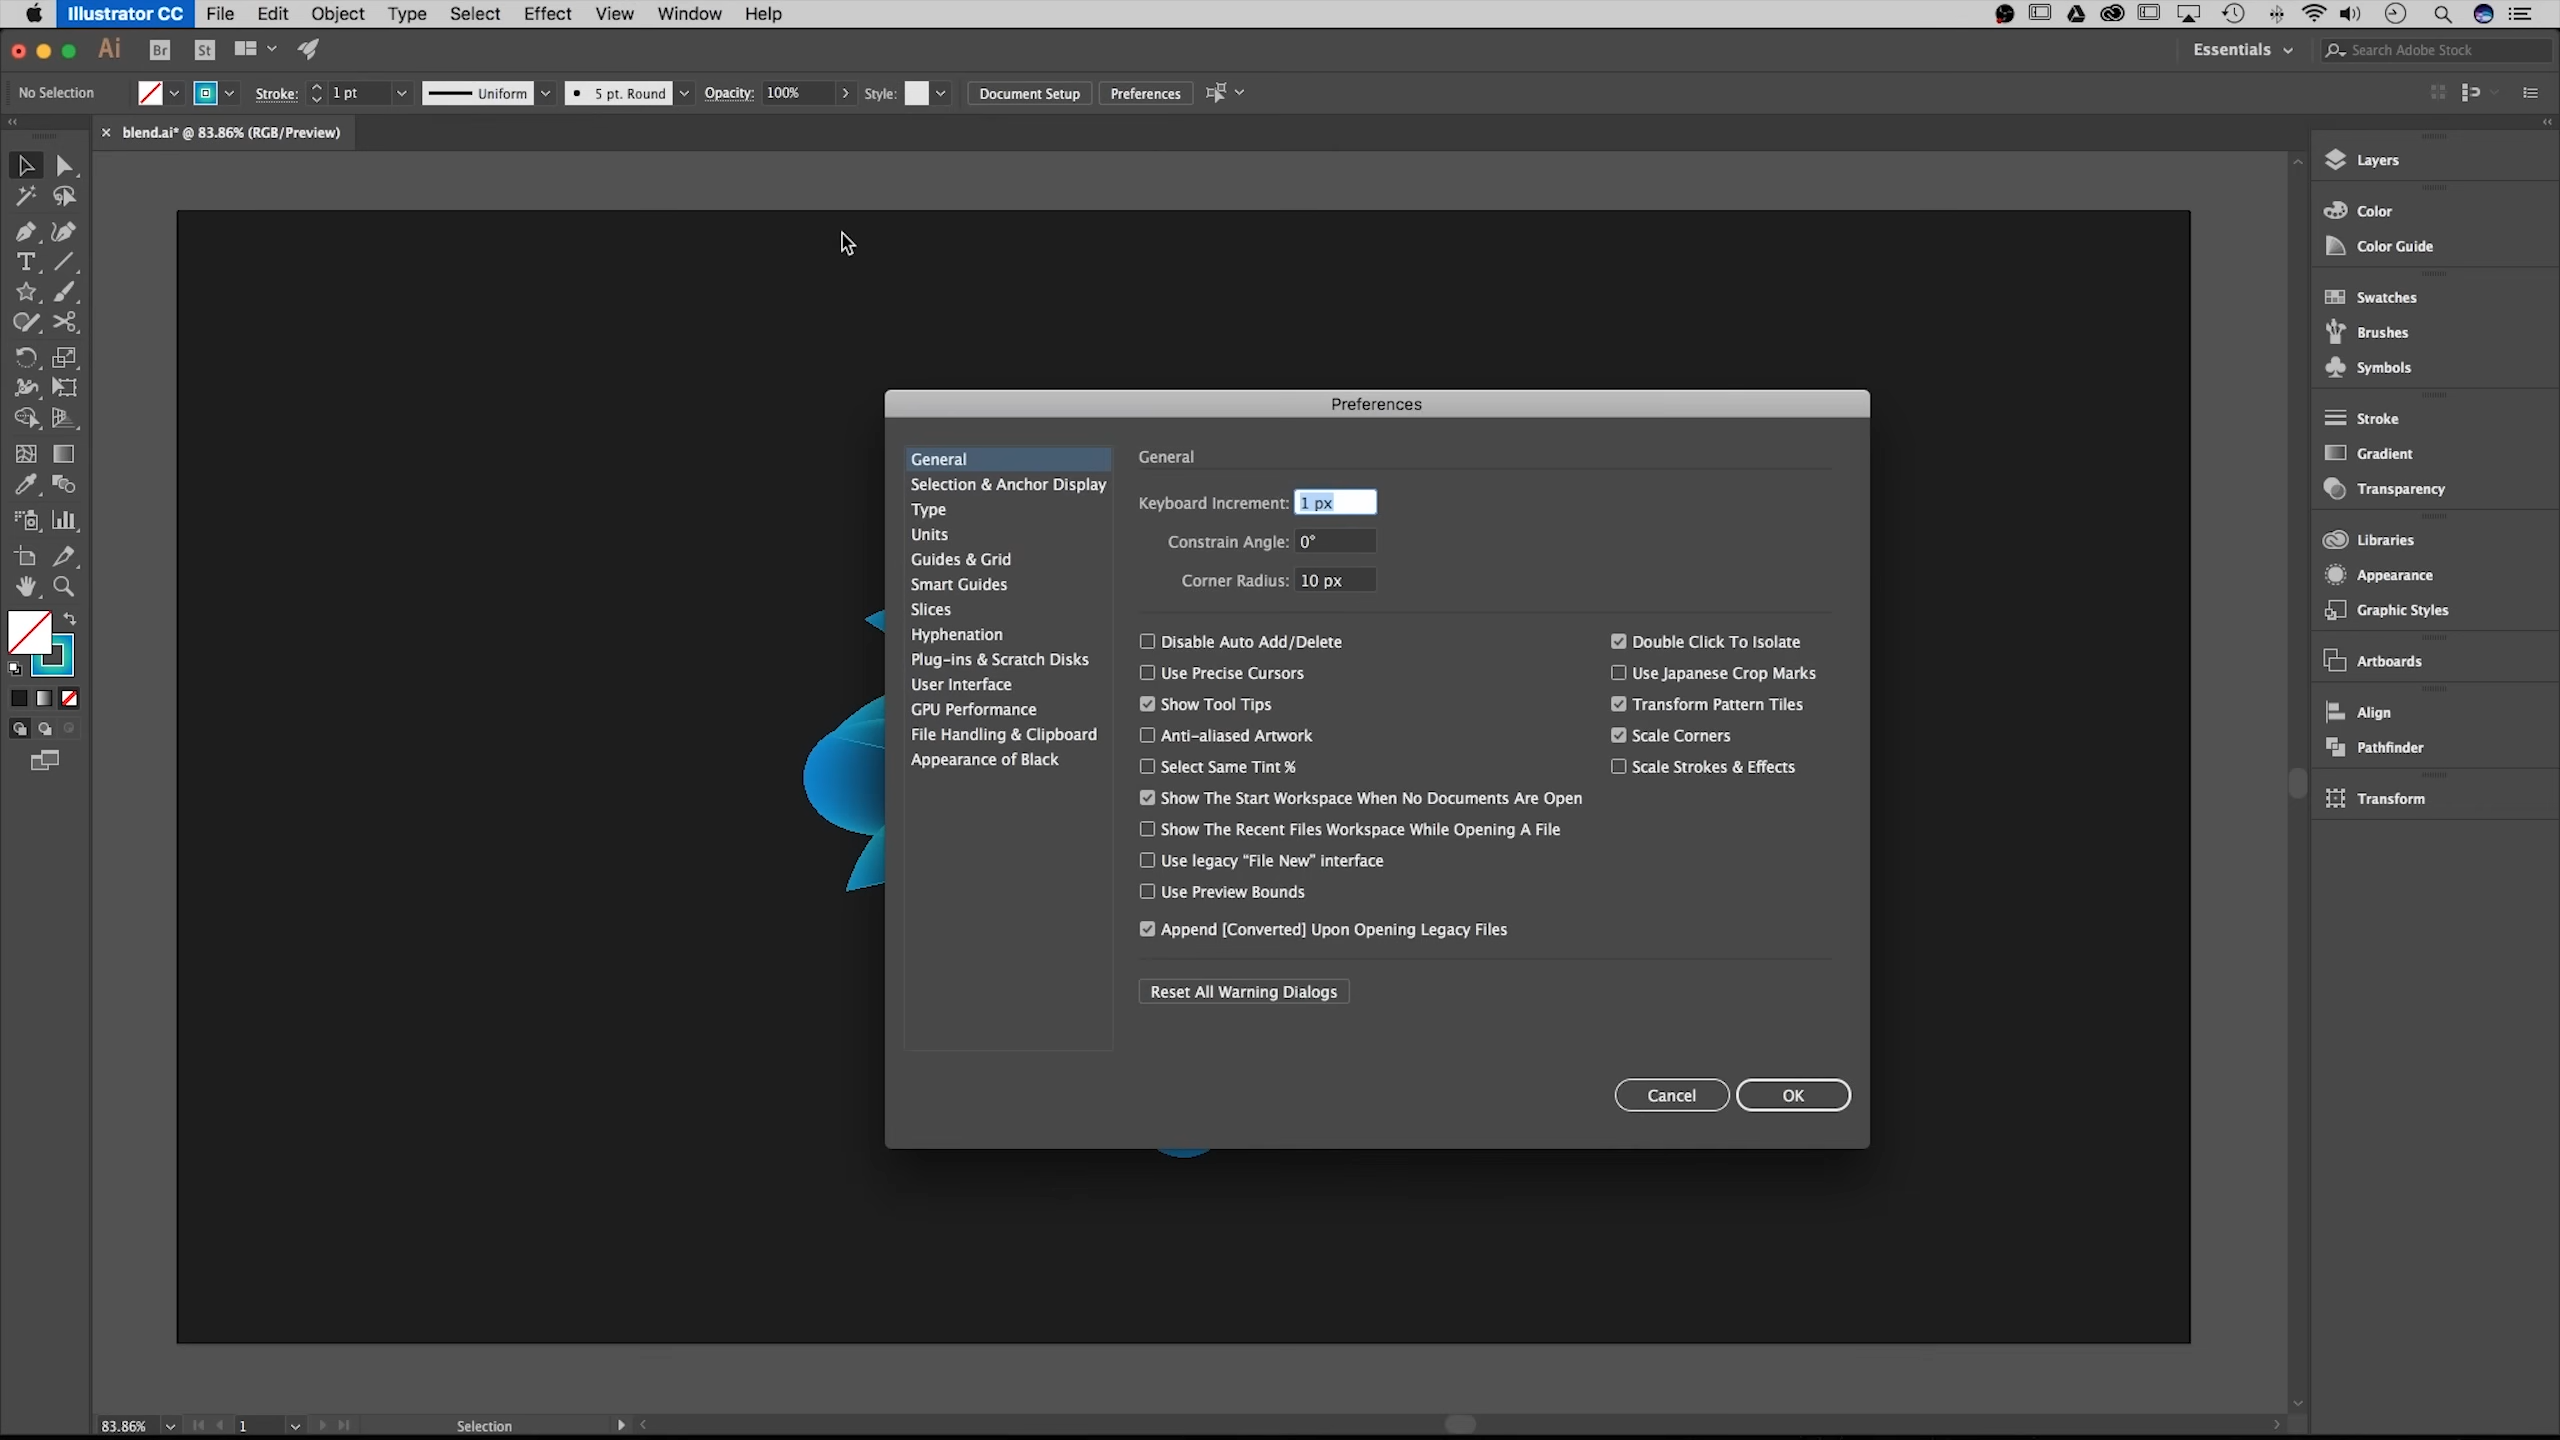 Illustrator CC File Edit Object Type Select Effect View Window Help
Ai Br St Essentials Search Adobe Stock
No Selection Stroke: 1 pt Uniform 5 pt. Round Opacity: 100% Style: Document Setup Preferences
blend.ai* @ 83.86% (RGB/Preview)
Layers
Color
Color Guide
Swatches
Brushes
Symbols
Stroke
Gradient
Transparency
Libraries
Appearance
Graphic Styles
Artboards
Align
Pathfinder
Transform
Preferences
General
Selection & Anchor Display
Type
Units
Guides & Grid
Smart Guides
Slices
Hyphenation
Plug-ins & Scratch Disks
User Interface
GPU Performance
File Handling & Clipboard
Appearance of Black
General
Keyboard Increment: 1 px
Constrain Angle: 0°
Corner Radius: 10 px
Disable Auto Add/Delete
Use Precise Cursors
Show Tool Tips
Anti-aliased Artwork
Select Same Tint %
Show The Start Workspace When No Documents Are Open
Show The Recent Files Workspace While Opening A File
Use legacy “File New” interface
Use Preview Bounds
Append [Converted] Upon Opening Legacy Files
Double Click To Isolate
Use Japanese Crop Marks
Transform Pattern Tiles
Scale Corners
Scale Strokes & Effects
Reset All Warning Dialogs
Cancel OK
83.86% 1 Selection